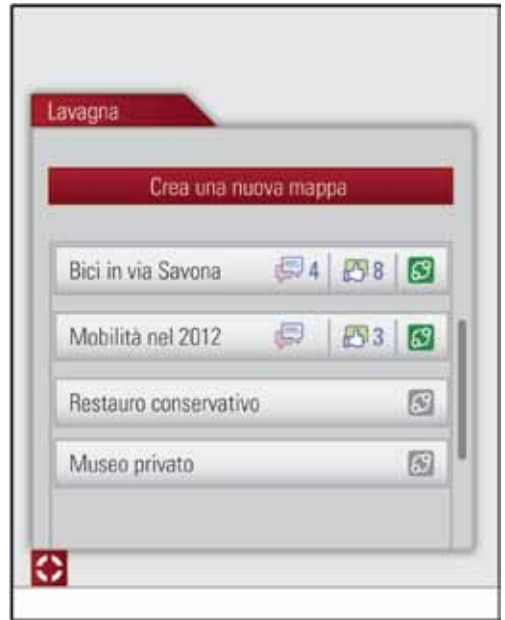 Lavagna
Crea una nuova mappa
Bici in via Savona 4 8
Mobilità nel 2012 3
Restauro conservativo
Museo privato